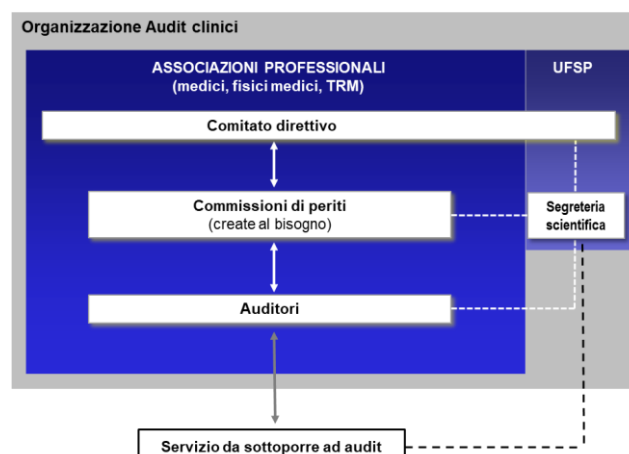 Organizzazione Audit clinici
ASSOCIAZIONI PROFESSIONALI
(medici, fisici medici, TRM)
UFSP
Comitato direttivo
Commissioni di periti
(create al bisogno)
Segreteria
scientifica
Auditori
Servizio da sottoporre ad audit